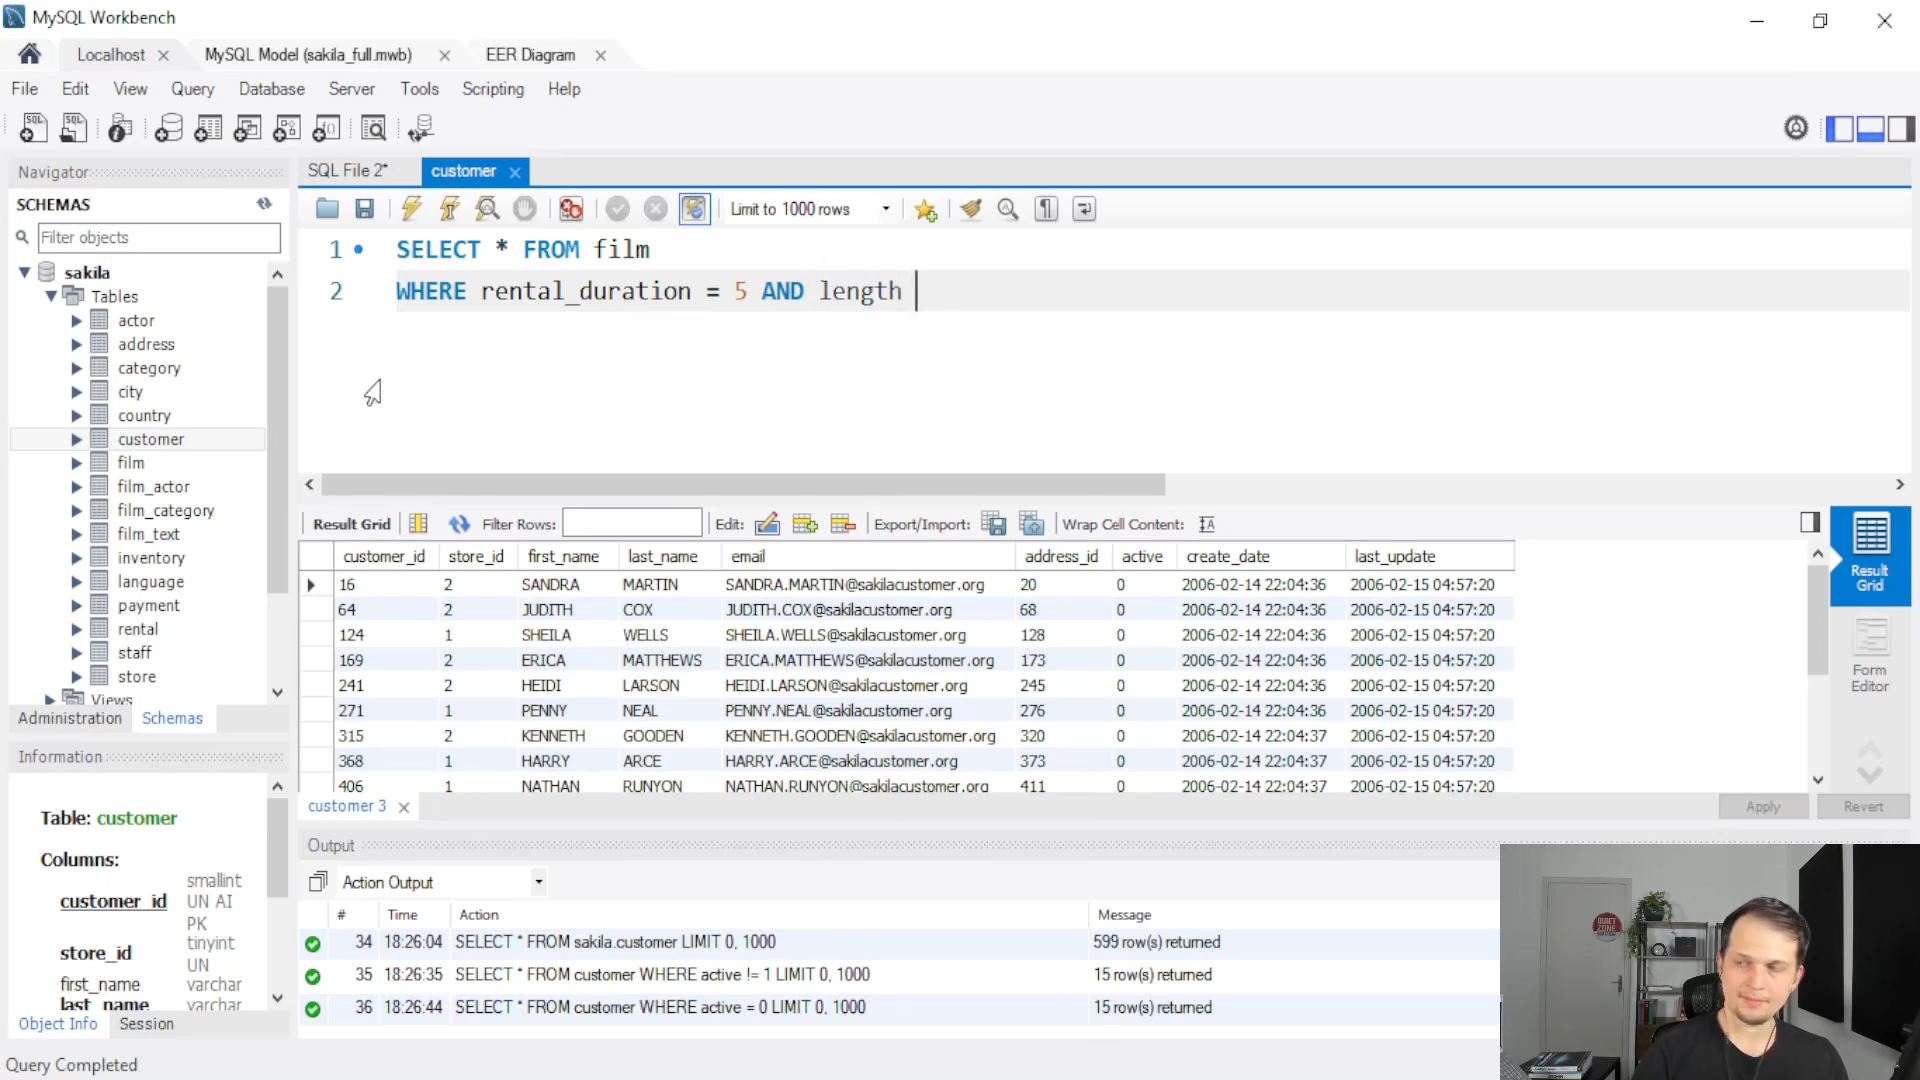 MySQL Workbench
Localhost
MySQL Model (sakila_full.mwb)
EER Diagram
File Edit View Query Database Server Tools Scripting Help
Navigator
SCHEMAS
Filter objects
sakila
Tables
actor
address
category
city
country
customer
film
film_actor
film_category
film_text
inventory
language
payment
rental
staff
store
Views
Administration Schemas
Information
Table: customer
Columns:
customer_id smallint UN AI PK
store_id tinyint UN
first_name varchar
last_name varchar
Object Info Session
Query Completed
SQL File 2* customer
Limit to 1000 rows
1 SELECT * FROM film
2 WHERE rental_duration = 5 AND length
Result Grid Filter Rows: Edit: Export/Import: Wrap Cell Content:
customer_id store_id first_name last_name email address_id active create_date last_update
16 2 SANDRA MARTIN SANDRA.MARTIN@sakilacustomer.org 20 0 2006-02-14 22:04:36 2006-02-15 04:57:20
64 2 JUDITH COX JUDITH.COX@sakilacustomer.org 68 0 2006-02-14 22:04:36 2006-02-15 04:57:20
124 1 SHEILA WELLS SHEILA.WELLS@sakilacustomer.org 128 0 2006-02-14 22:04:36 2006-02-15 04:57:20
169 2 ERICA MATTHEWS ERICA.MATTHEWS@sakilacustomer.org 173 0 2006-02-14 22:04:36 2006-02-15 04:57:20
241 2 HEIDI LARSON HEIDI.LARSON@sakilacustomer.org 245 0 2006-02-14 22:04:36 2006-02-15 04:57:20
271 1 PENNY NEAL PENNY.NEAL@sakilacustomer.org 276 0 2006-02-14 22:04:36 2006-02-15 04:57:20
315 2 KENNETH GOODEN KENNETH.GOODEN@sakilacustomer.org 320 0 2006-02-14 22:04:37 2006-02-15 04:57:20
368 1 HARRY ARCE HARRY.ARCE@sakilacustomer.org 373 0 2006-02-14 22:04:37 2006-02-15 04:57:20
406 1 NATHAN RUNYON NATHAN.RUNYON@sakilacustomer.org 411 0 2006-02-14 22:04:37 2006-02-15 04:57:20
Result Grid
Form Editor
customer 3
Apply Revert
Output
Action Output
# Time Action Message
34 18:26:04 SELECT * FROM sakila.customer LIMIT 0, 1000 599 row(s) returned
35 18:26:35 SELECT * FROM customer WHERE active != 1 LIMIT 0, 1000 15 row(s) returned
36 18:26:44 SELECT * FROM customer WHERE active = 0 LIMIT 0, 1000 15 row(s) returned
QUIET
ZONE